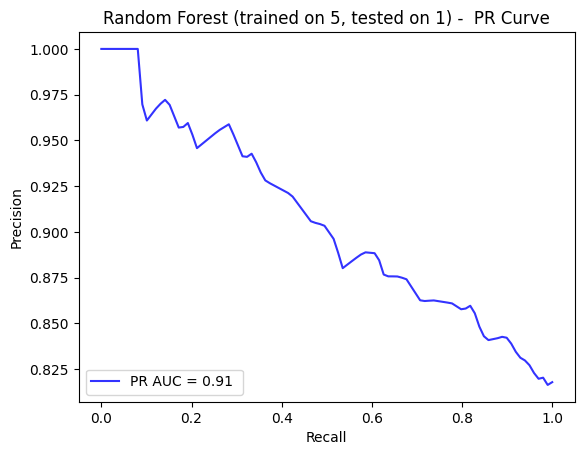 Random Forest (trained on 5, tested on 1) -  PR Curve
1.000
0.975
0.950
0.925
0.900
0.875
0.850
0.825
Precision
PR AUC = 0.91
0.0 0.2 0.4 0.6 0.8 1.0
Recall